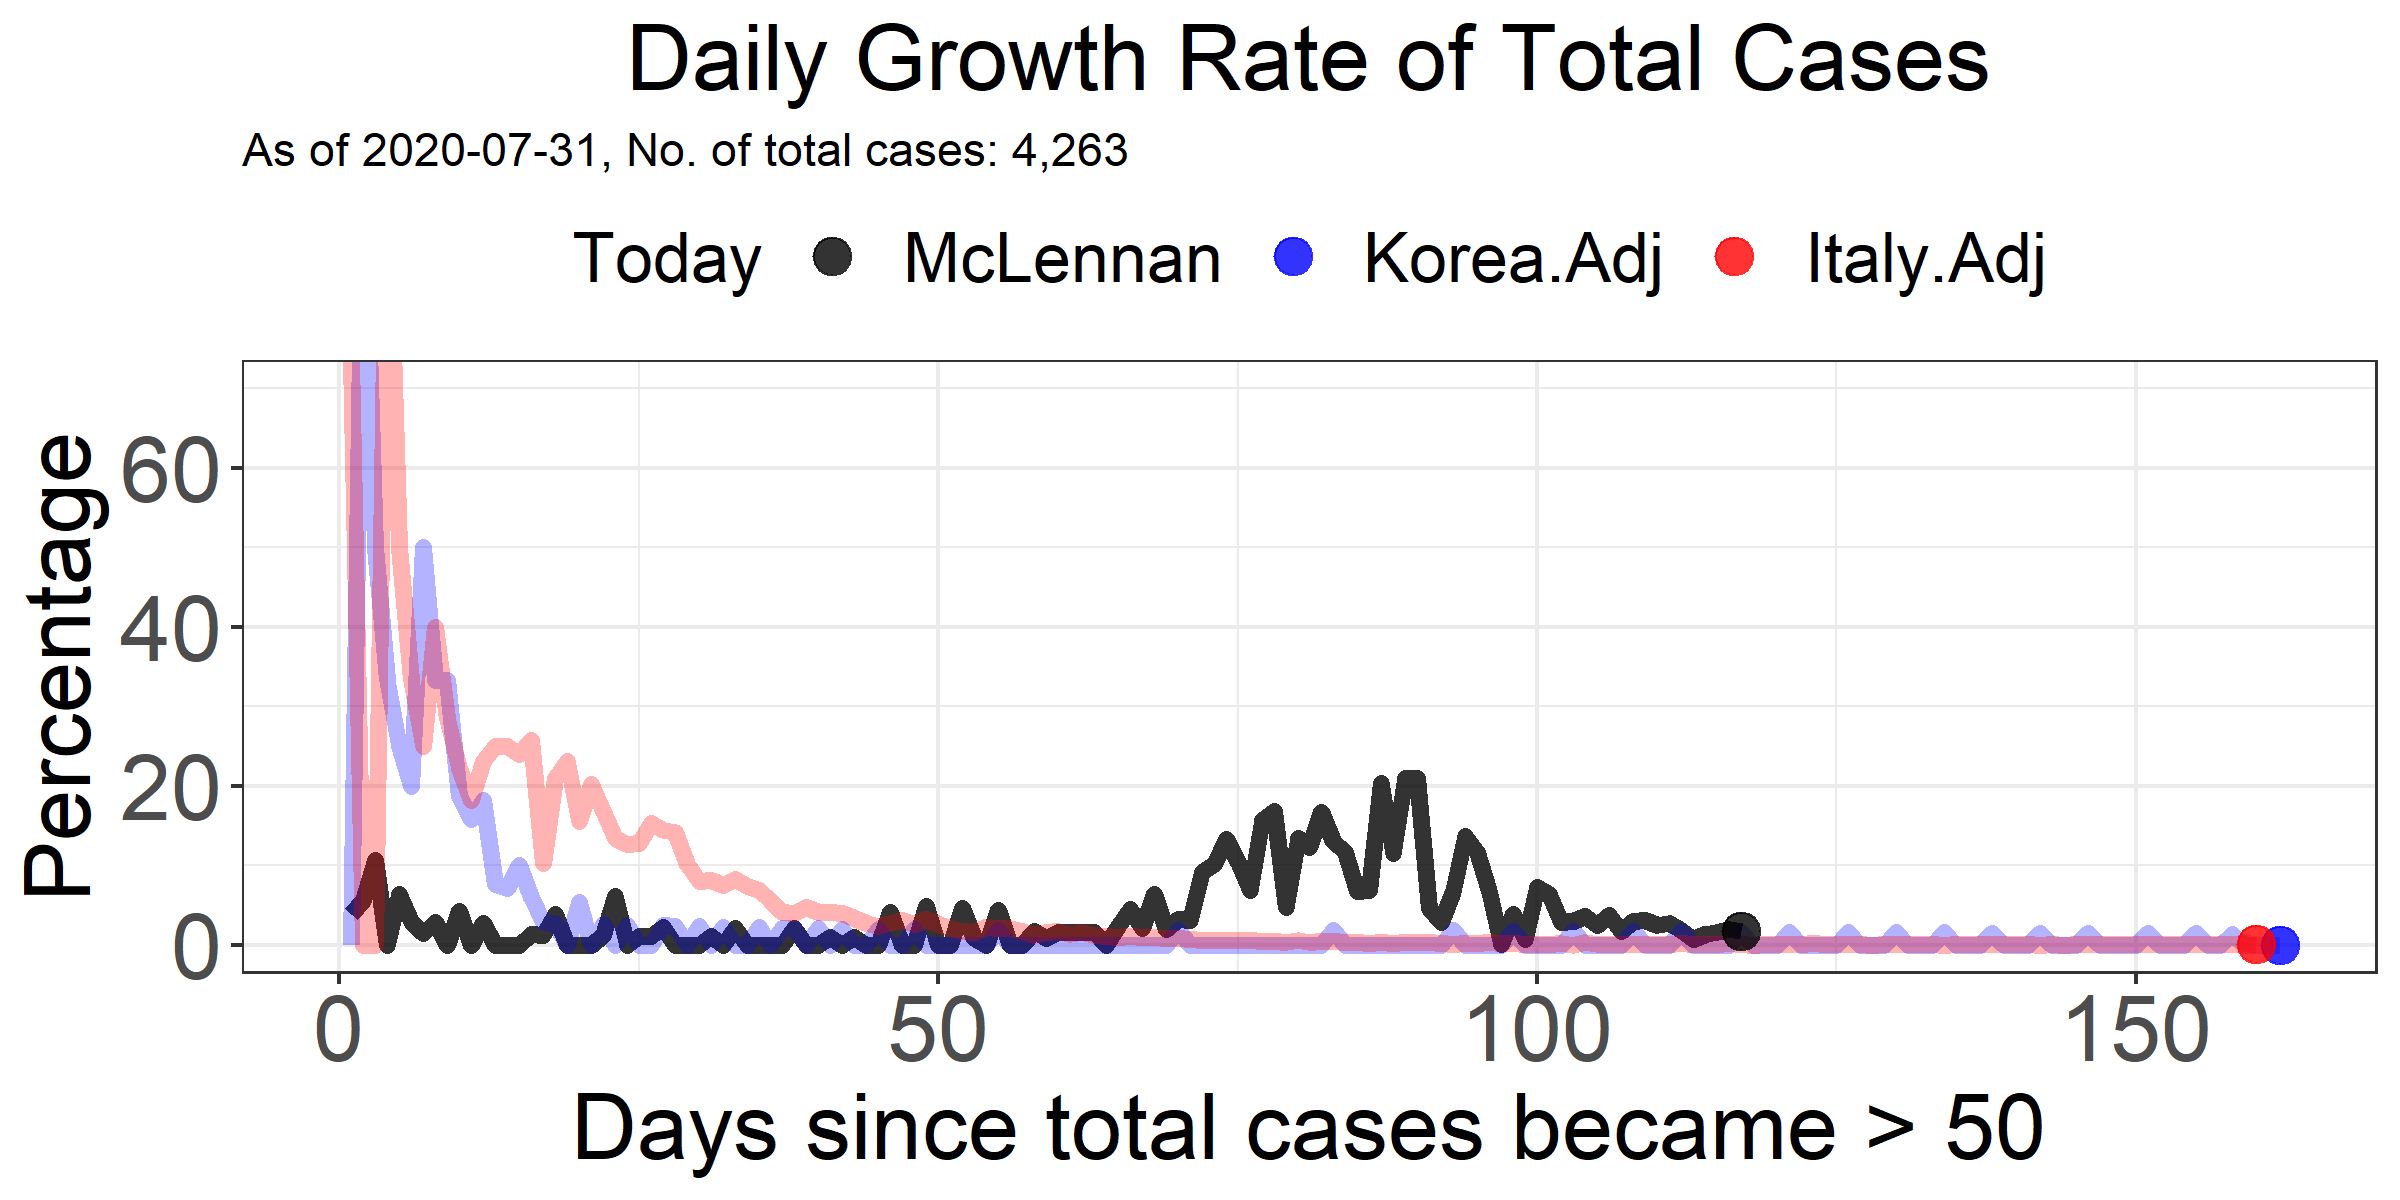 Daily Growth Rate of Total Cases
As of 2020-07-31, No. of total cases: 4,263
Today McLennan Korea.Adj Italy.Adj
Percentage
60
40
20
0
0 50 100 150
Days since total cases became > 50